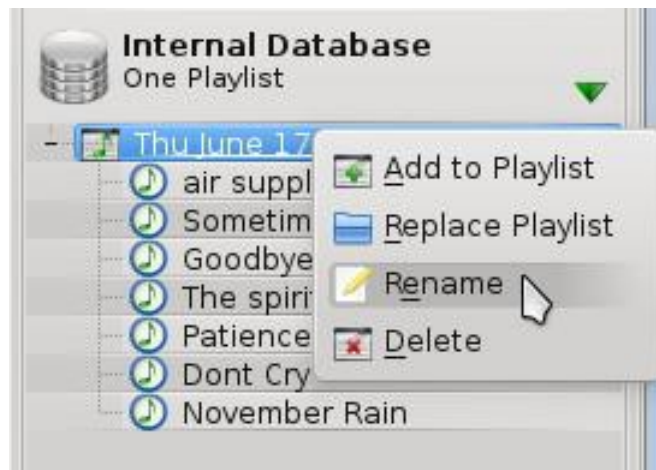 Internal Database
One Playlist
Thu June 17
air suppl
Sometim
Goodbye
The spiri
Patience
Dont Cry
November Rain
Add to Playlist
Replace Playlist
Rename
Delete